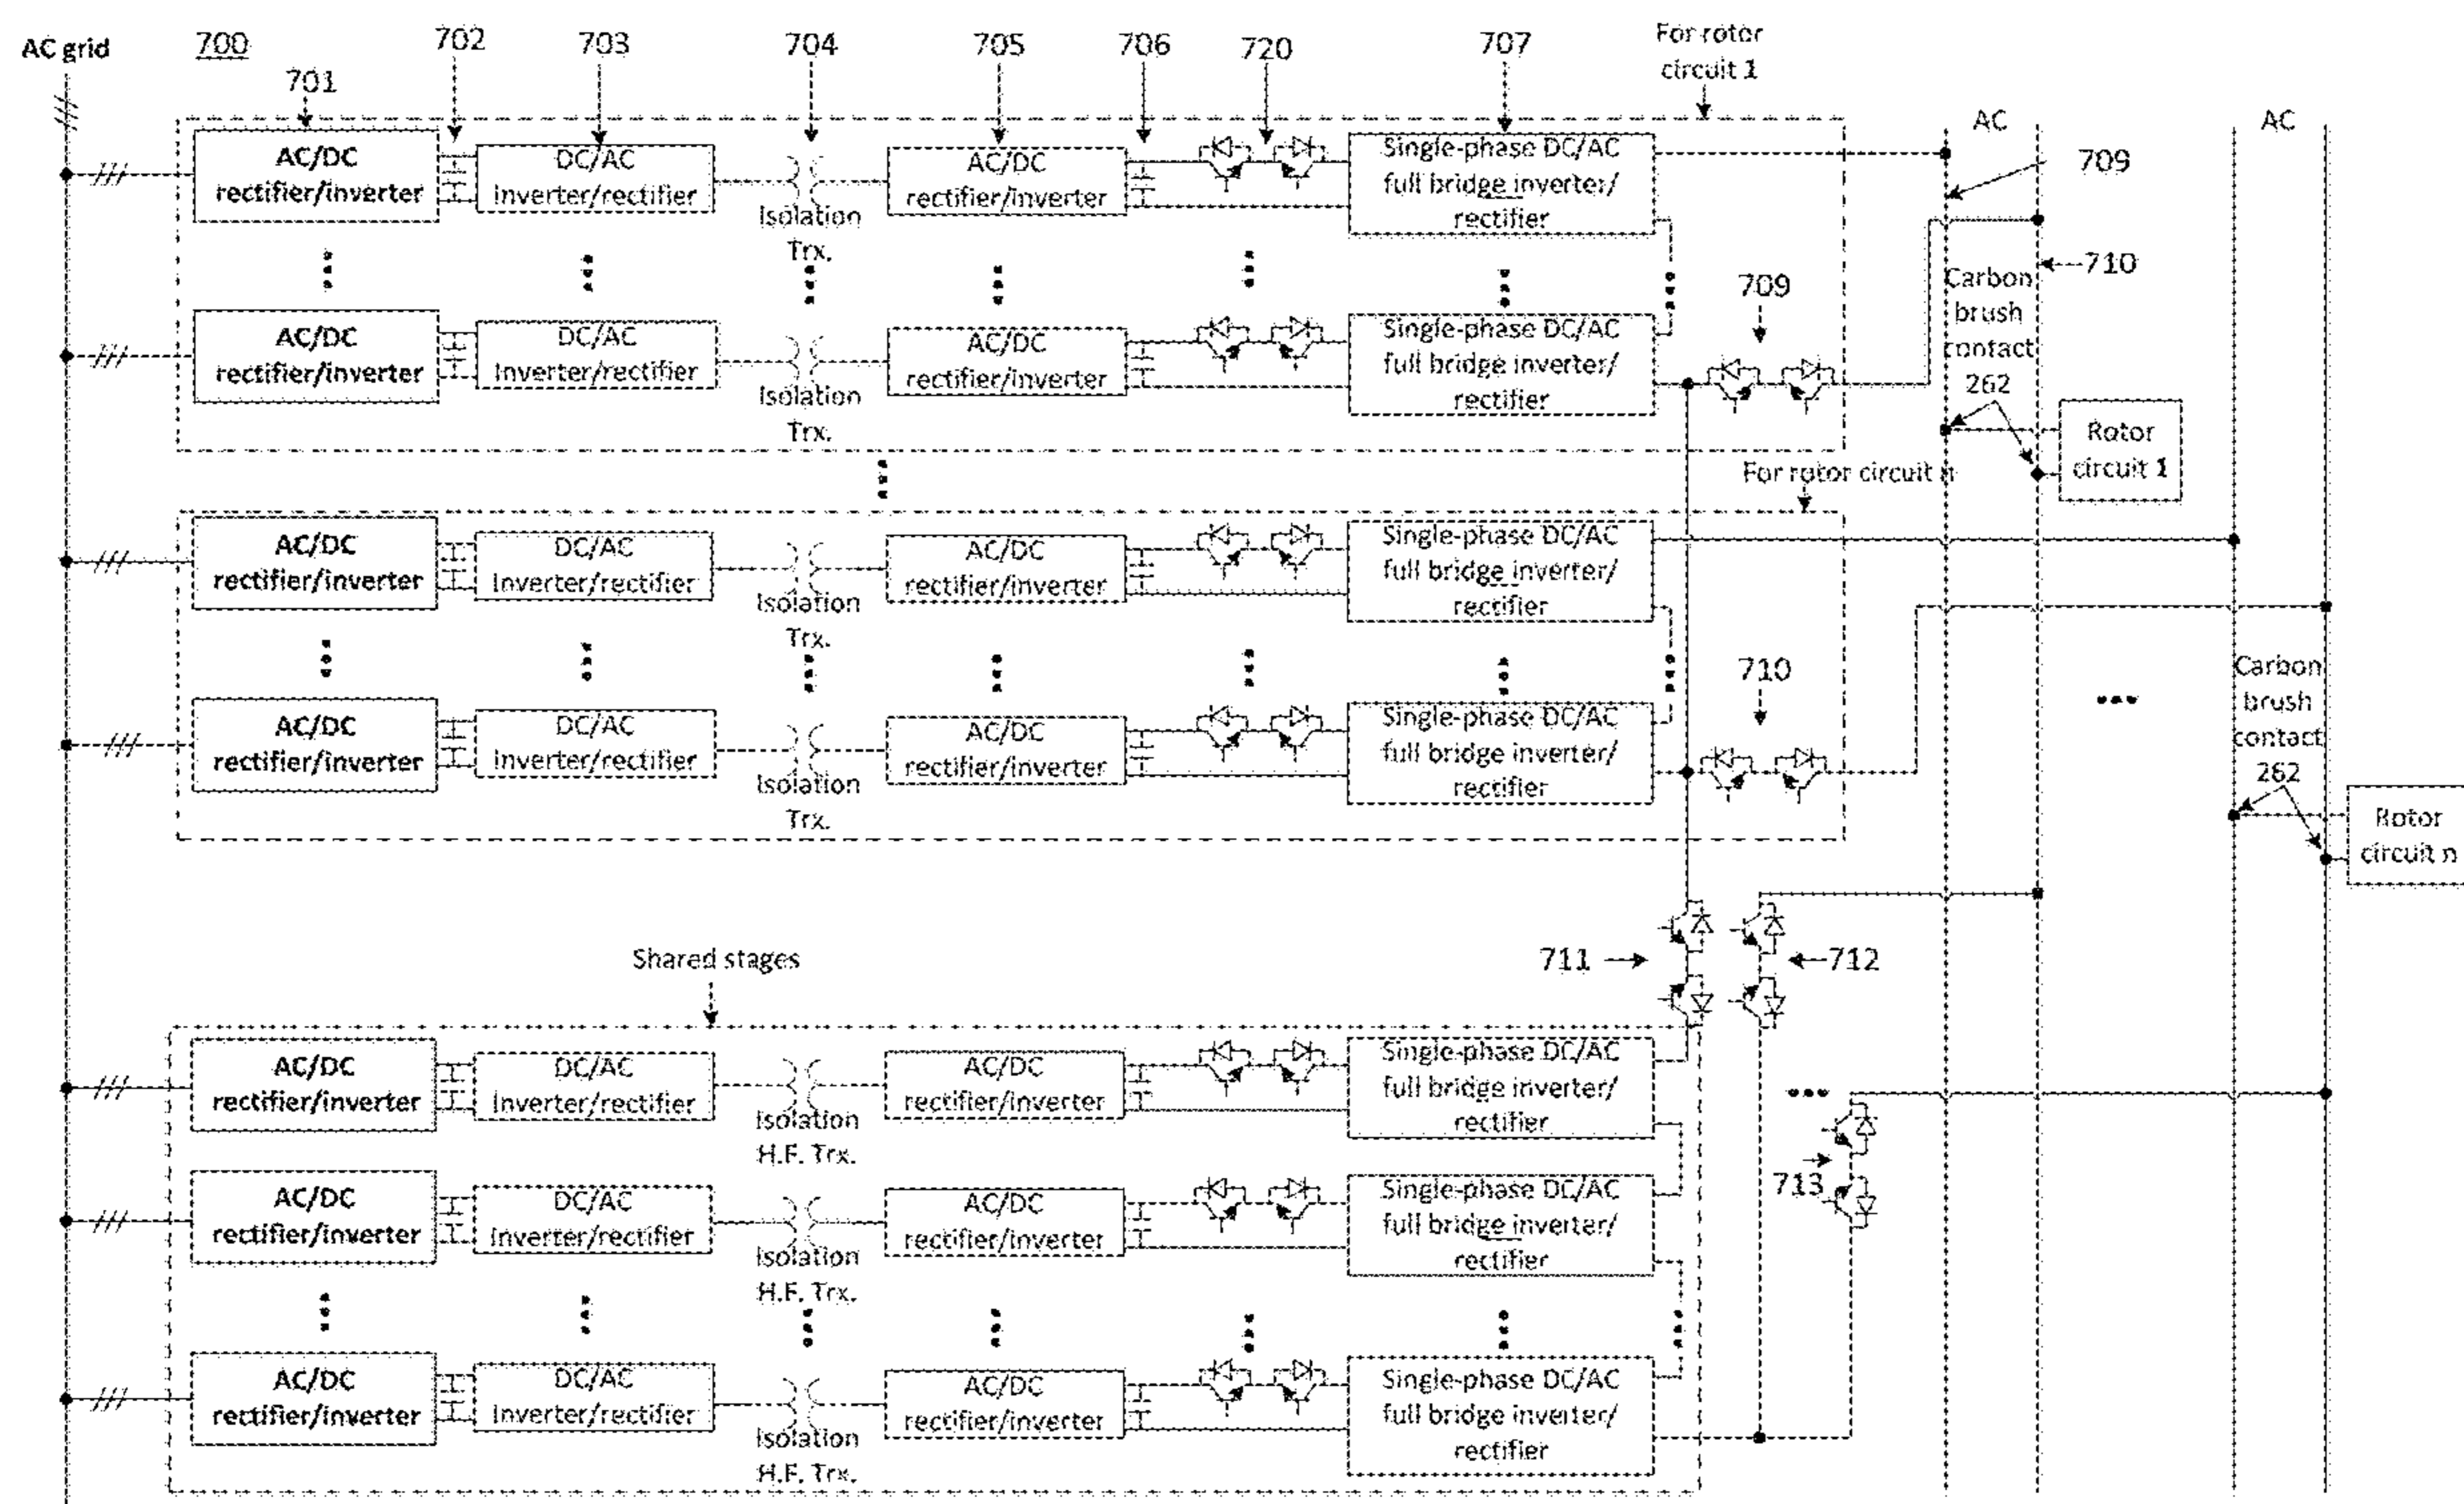 AC grid
700
701
702
703
704
705
706
720
707
For rotor
circuit 1
AC
AC
AC/DC
rectifier/inverter
DC/AC
Inverter/rectifier
Isolation
Trx.
AC/DC
rectifier/inverter
Single-phase DC/AC
full bridge inverter/
rectifier
709
710
Carbon
brush
contact
262
AC/DC
rectifier/inverter
DC/AC
Inverter/rectifier
Isolation
Trx.
AC/DC
rectifier/inverter
Single-phase DC/AC
full bridge inverter/
rectifier
709
Rotor
circuit 1
For rotor circuit n
AC/DC
rectifier/inverter
DC/AC
Inverter/rectifier
Isolation
Trx.
AC/DC
rectifier/inverter
Single-phase DC/AC
full bridge inverter/
rectifier
AC/DC
rectifier/inverter
DC/AC
Inverter/rectifier
Isolation
Trx.
AC/DC
rectifier/inverter
Single-phase DC/AC
full bridge inverter/
rectifier
710
Carbon
brush
contact
262
Rotor
circuit n
Shared stages
711
712
AC/DC
rectifier/inverter
DC/AC
Inverter/rectifier
Isolation
H.F. Trx.
AC/DC
rectifier/inverter
Single-phase DC/AC
full bridge inverter/
rectifier
713
AC/DC
rectifier/inverter
DC/AC
Inverter/rectifier
Isolation
H.F. Trx.
AC/DC
rectifier/inverter
Single-phase DC/AC
full bridge inverter/
rectifier
AC/DC
rectifier/inverter
DC/AC
Inverter/rectifier
Isolation
H.F. Trx.
AC/DC
rectifier/inverter
Single-phase DC/AC
full bridge inverter/
rectifier